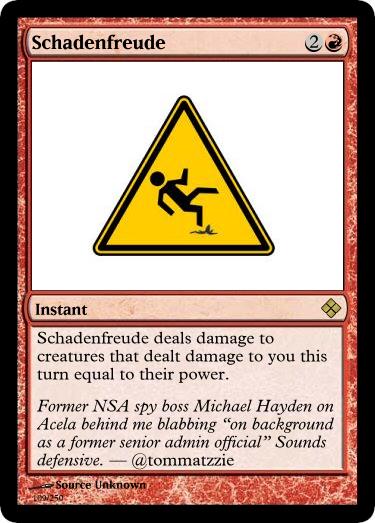 Schadenfreude 2
Instant
Schadenfreude deals damage to
creatures that dealt damage to you this
turn equal to their power.
Former NSA spy boss Michael Hayden on
Acela behind me blabbing “on background
as a former senior admin official” Sounds
defensive. — @tommatzzie
Source Unknown
109/250